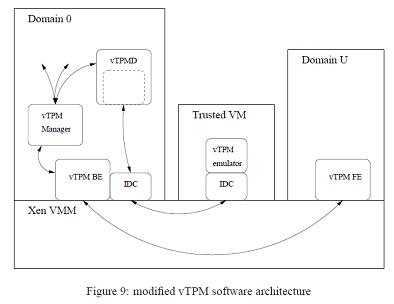 Domain 0
vTPMD
Domain U
vTPM
Manager
Trusted VM
vTPM
emulator
vTPM BE
IDC
IDC
vTPM FE
Xen VMM
Figure 9: modified vTPM software architecture